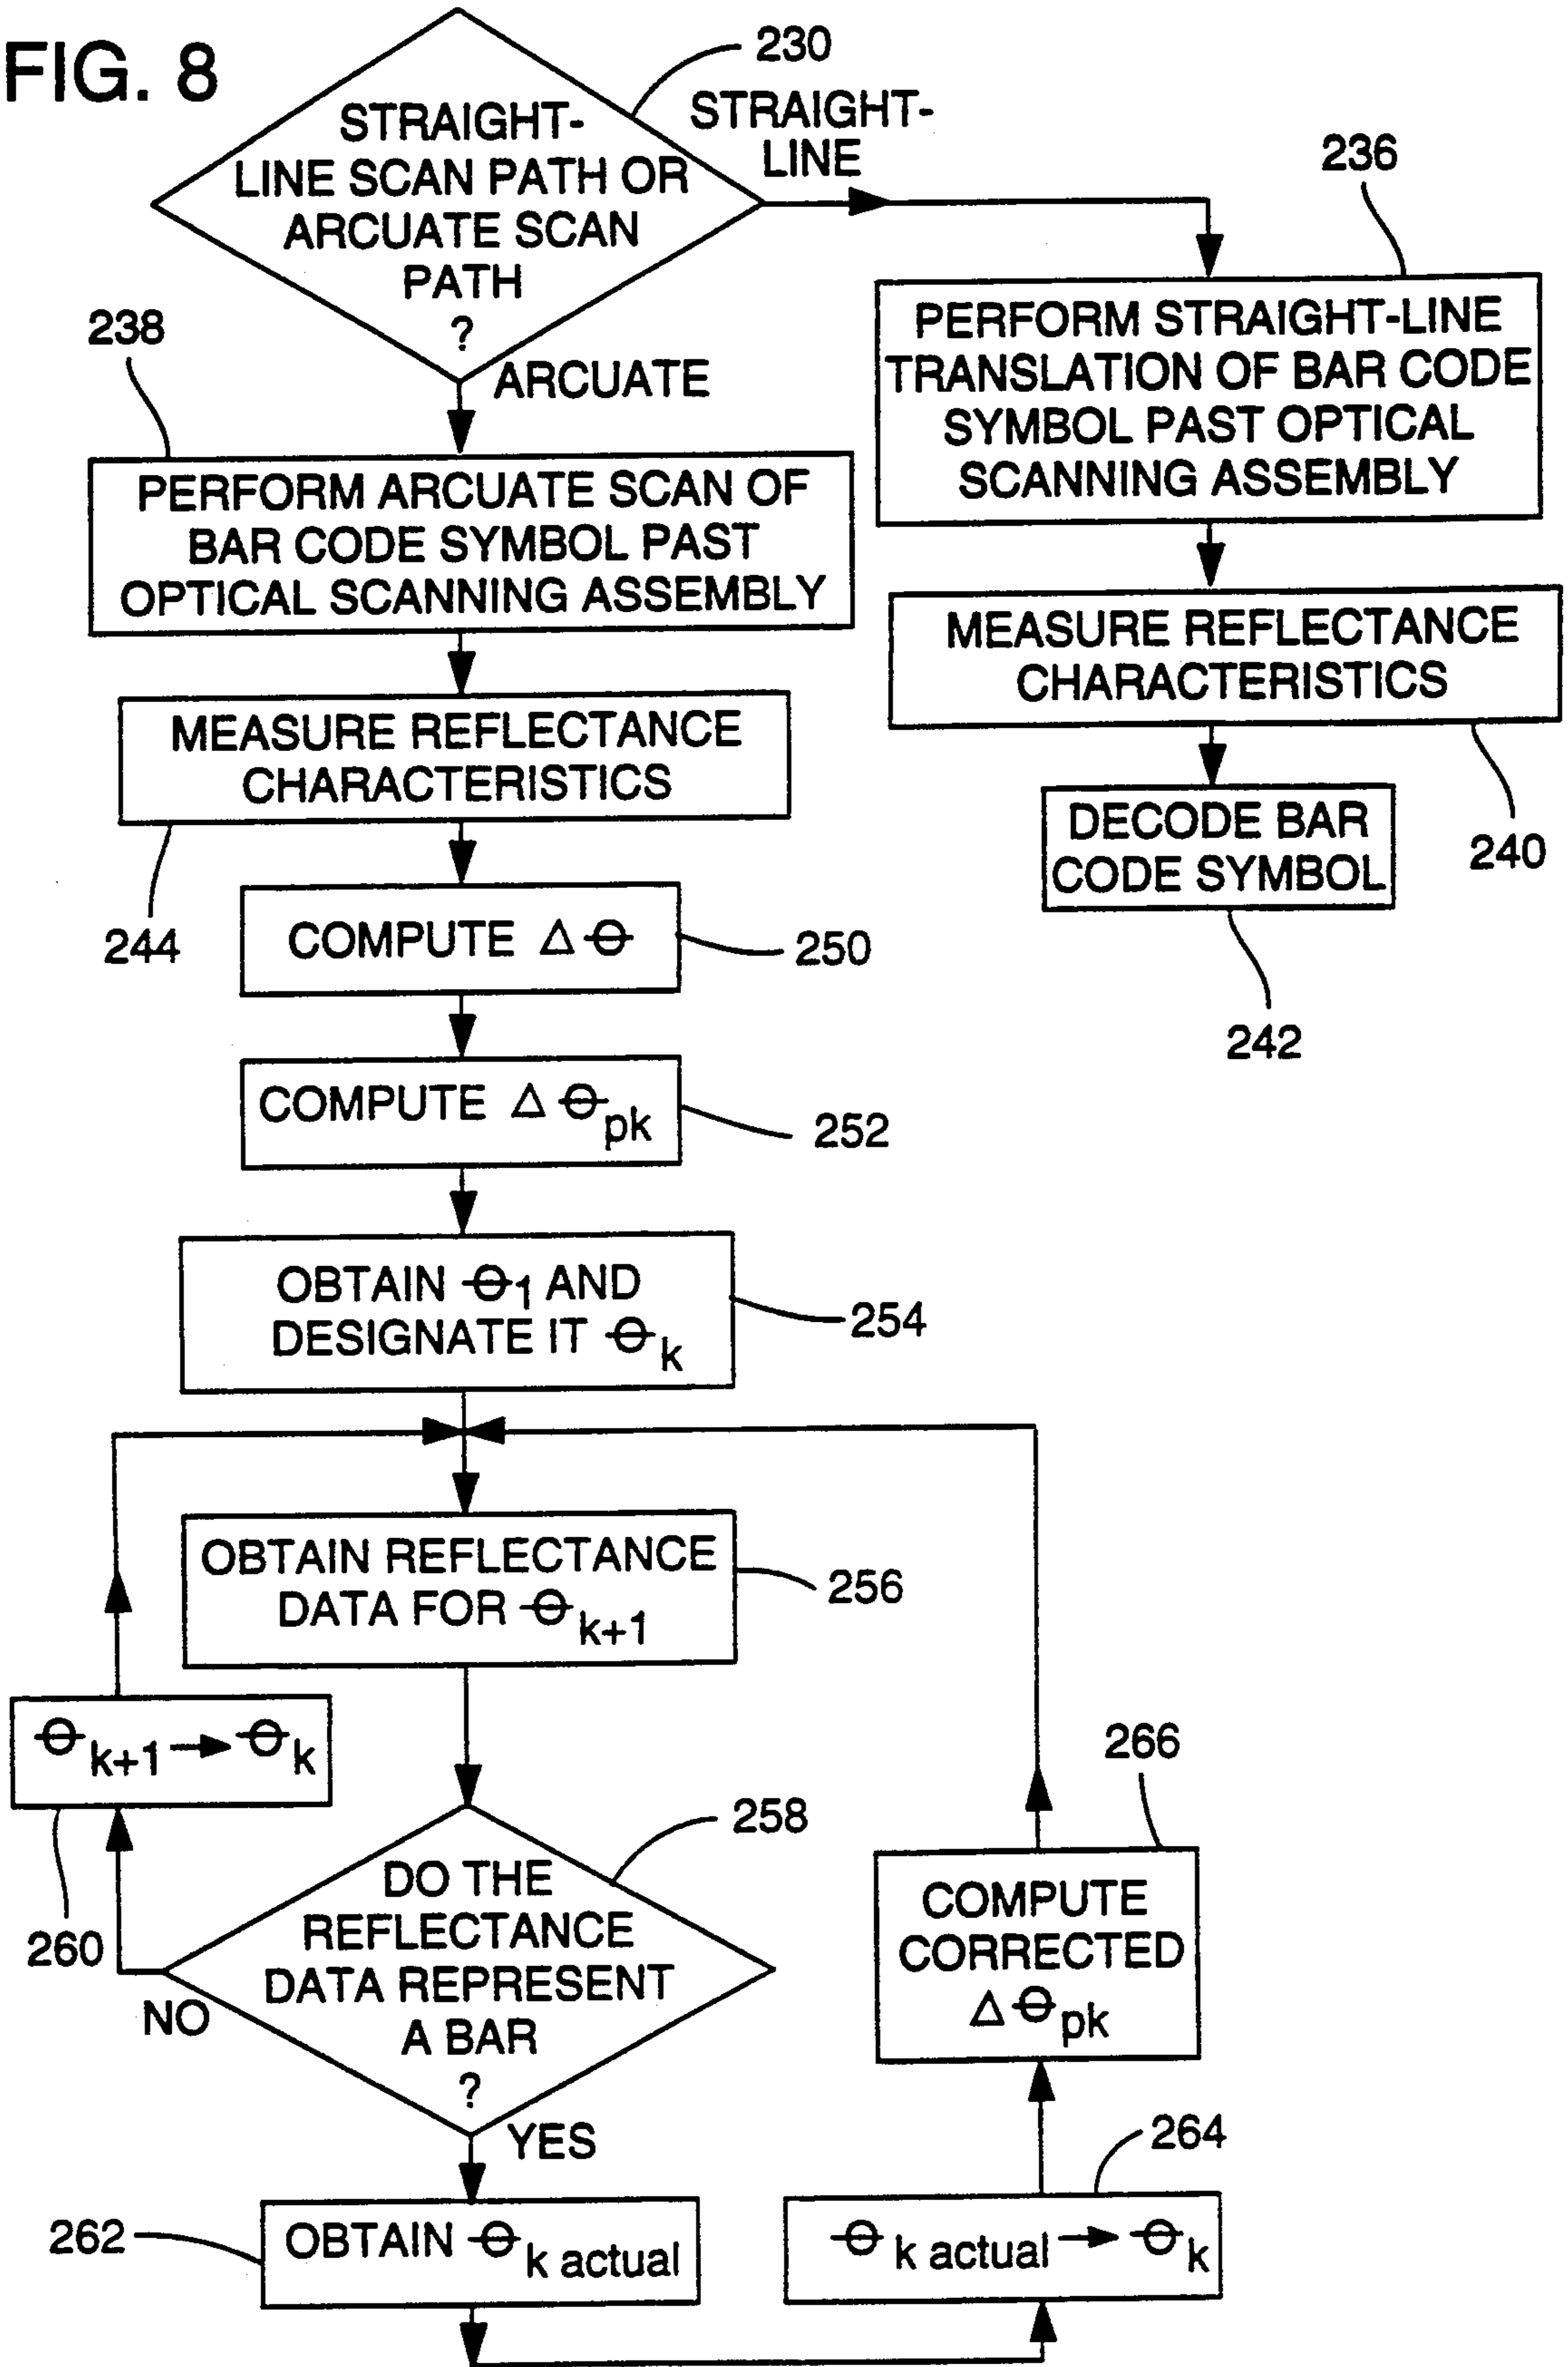 FIG. 8
230
STRAIGHT-
LINE SCAN PATH OR
ARCUATE SCAN
PATH
?
STRAIGHT-
LINE
236
PERFORM STRAIGHT-LINE
TRANSLATION OF BAR CODE
SYMBOL PAST OPTICAL
SCANNING ASSEMBLY
238
ARCUATE
PERFORM ARCUATE SCAN OF
BAR CODE SYMBOL PAST
OPTICAL SCANNING ASSEMBLY
MEASURE REFLECTANCE
CHARACTERISTICS
240
MEASURE REFLECTANCE
CHARACTERISTICS
244
DECODE BAR
CODE SYMBOL
242
COMPUTE Δ Θ
250
COMPUTE Δ Θpk
252
OBTAIN Θ1 AND
DESIGNATE IT Θk
254
OBTAIN REFLECTANCE
DATA FOR Θk+1
256
Θk+1 → Θk
260
258
DO THE
REFLECTANCE
DATA REPRESENT
A BAR
?
NO
YES
266
COMPUTE
CORRECTED
Δ Θpk
264
262
OBTAIN Θk actual
Θk actual → Θk